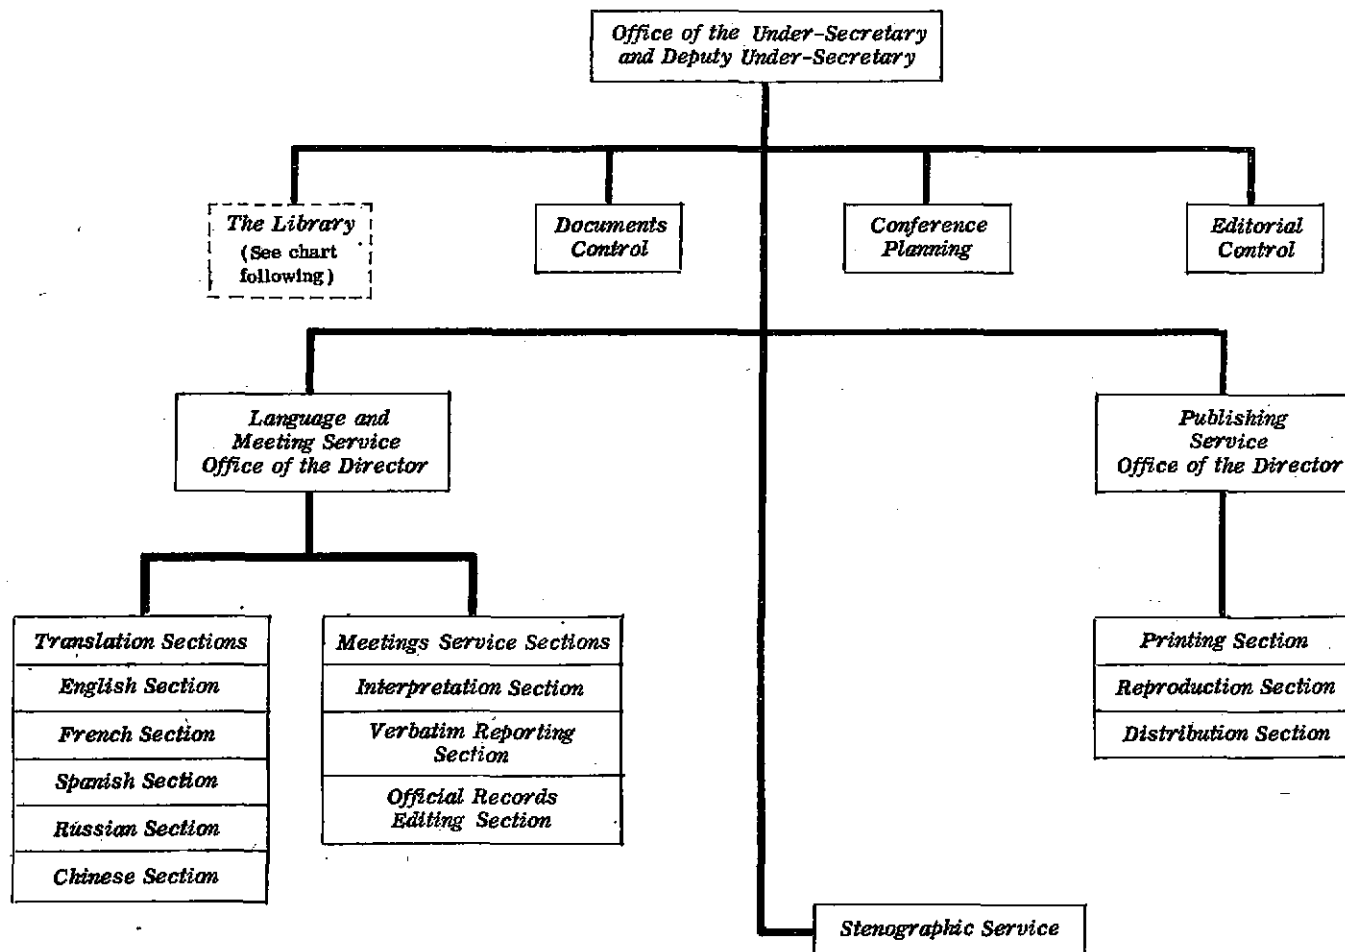 Office of the Under-Secretary
and Deputy Under-Secretary
The Library
(See chart
following)
Documents
Control
Conference
Planning
Editorial
Control
Language and
Meeting Service
Office of the Director
Publishing
Service
Office of the Director
Translation Sections
English Section
French Section
Spanish Section
Russian Section
Chinese Section
Meetings Service Sections
Interpretation Section
Verbatim Reporting
Section
Official Records
Editing Section
Printing Section
Reproduction Section
Distribution Section
Stenographic Service